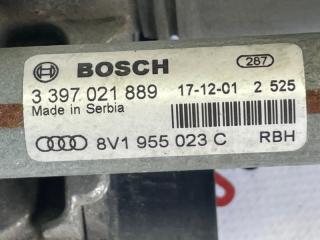 BOSCH 287
3 397 021 889 17-12-01 2 525
Made in Serbia
8V1 955 023 C RBH